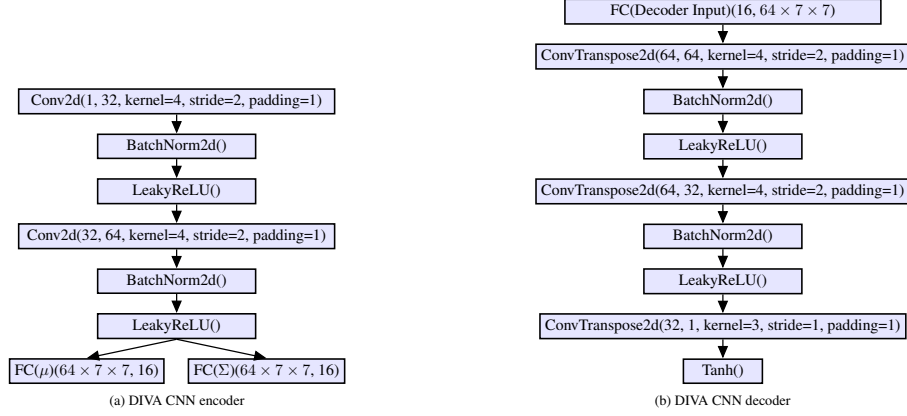 Conv2d(1, 32, kernel=4, stride=2, padding=1)
BatchNorm2d()
LeakyReLU()
Conv2d(32, 64, kernel=4, stride=2, padding=1)
BatchNorm2d()
LeakyReLU()
FC(μ)(64 × 7 × 7, 16)
FC(Σ)(64 × 7 × 7, 16)
(a) DIVA CNN encoder
FC(Decoder Input)(16, 64 × 7 × 7)
ConvTranspose2d(64, 64, kernel=4, stride=2, padding=1)
BatchNorm2d()
LeakyReLU()
ConvTranspose2d(64, 32, kernel=4, stride=2, padding=1)
BatchNorm2d()
LeakyReLU()
ConvTranspose2d(32, 1, kernel=3, stride=1, padding=1)
Tanh()
(b) DIVA CNN decoder